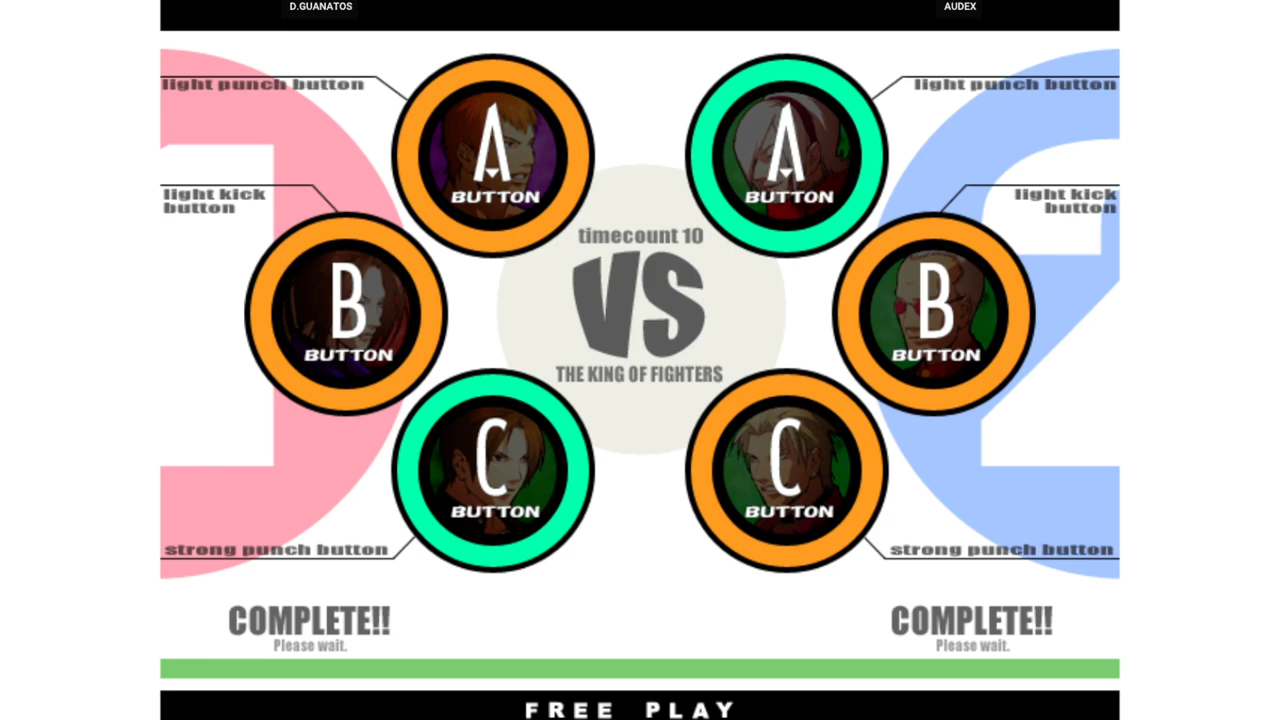 D.GUANATOS
AUDEX
light punch button
A
BUTTON
A
BUTTON
light punch button
light kick
button
B
BUTTON
timecount 10
VS
THE KING OF FIGHTERS
light kick
button
B
BUTTON
C
BUTTON
C
BUTTON
strong punch button
strong punch button
COMPLETE!!
Please wait.
COMPLETE!!
Please wait.
FREE PLAY